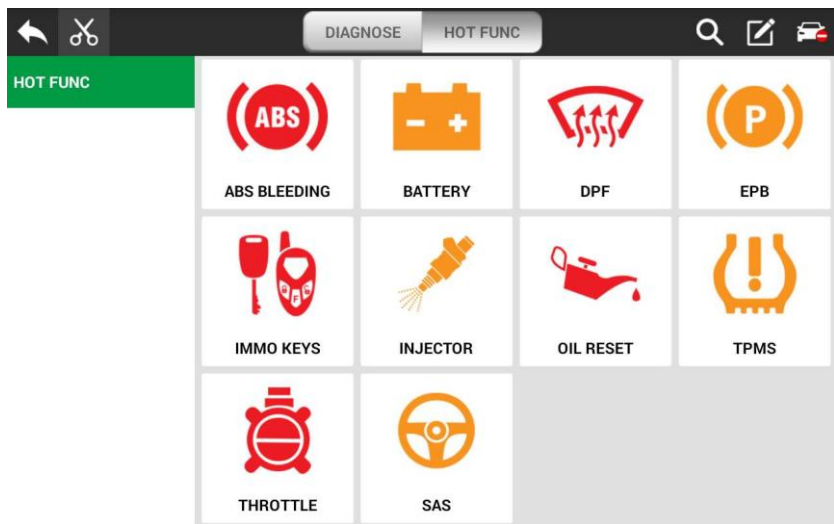 DIAGNOSE HOT FUNC
HOT FUNC
ABS
P
ABS BLEEDING BATTERY DPF EPB
F
IMMO KEYS INJECTOR OIL RESET TPMS
THROTTLE SAS